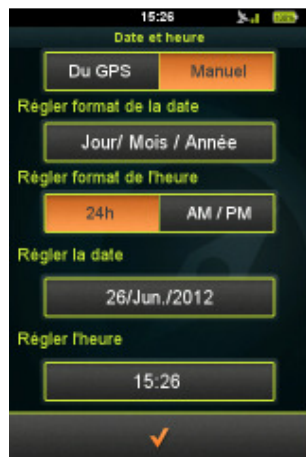 15:26
Date et heure
Du GPS Manuel
Régler format de la date
Jour/ Mois / Année
Régler format de l'heure
24h AM / PM
Régler la date
26/Jun./2012
Régler l'heure
15:26